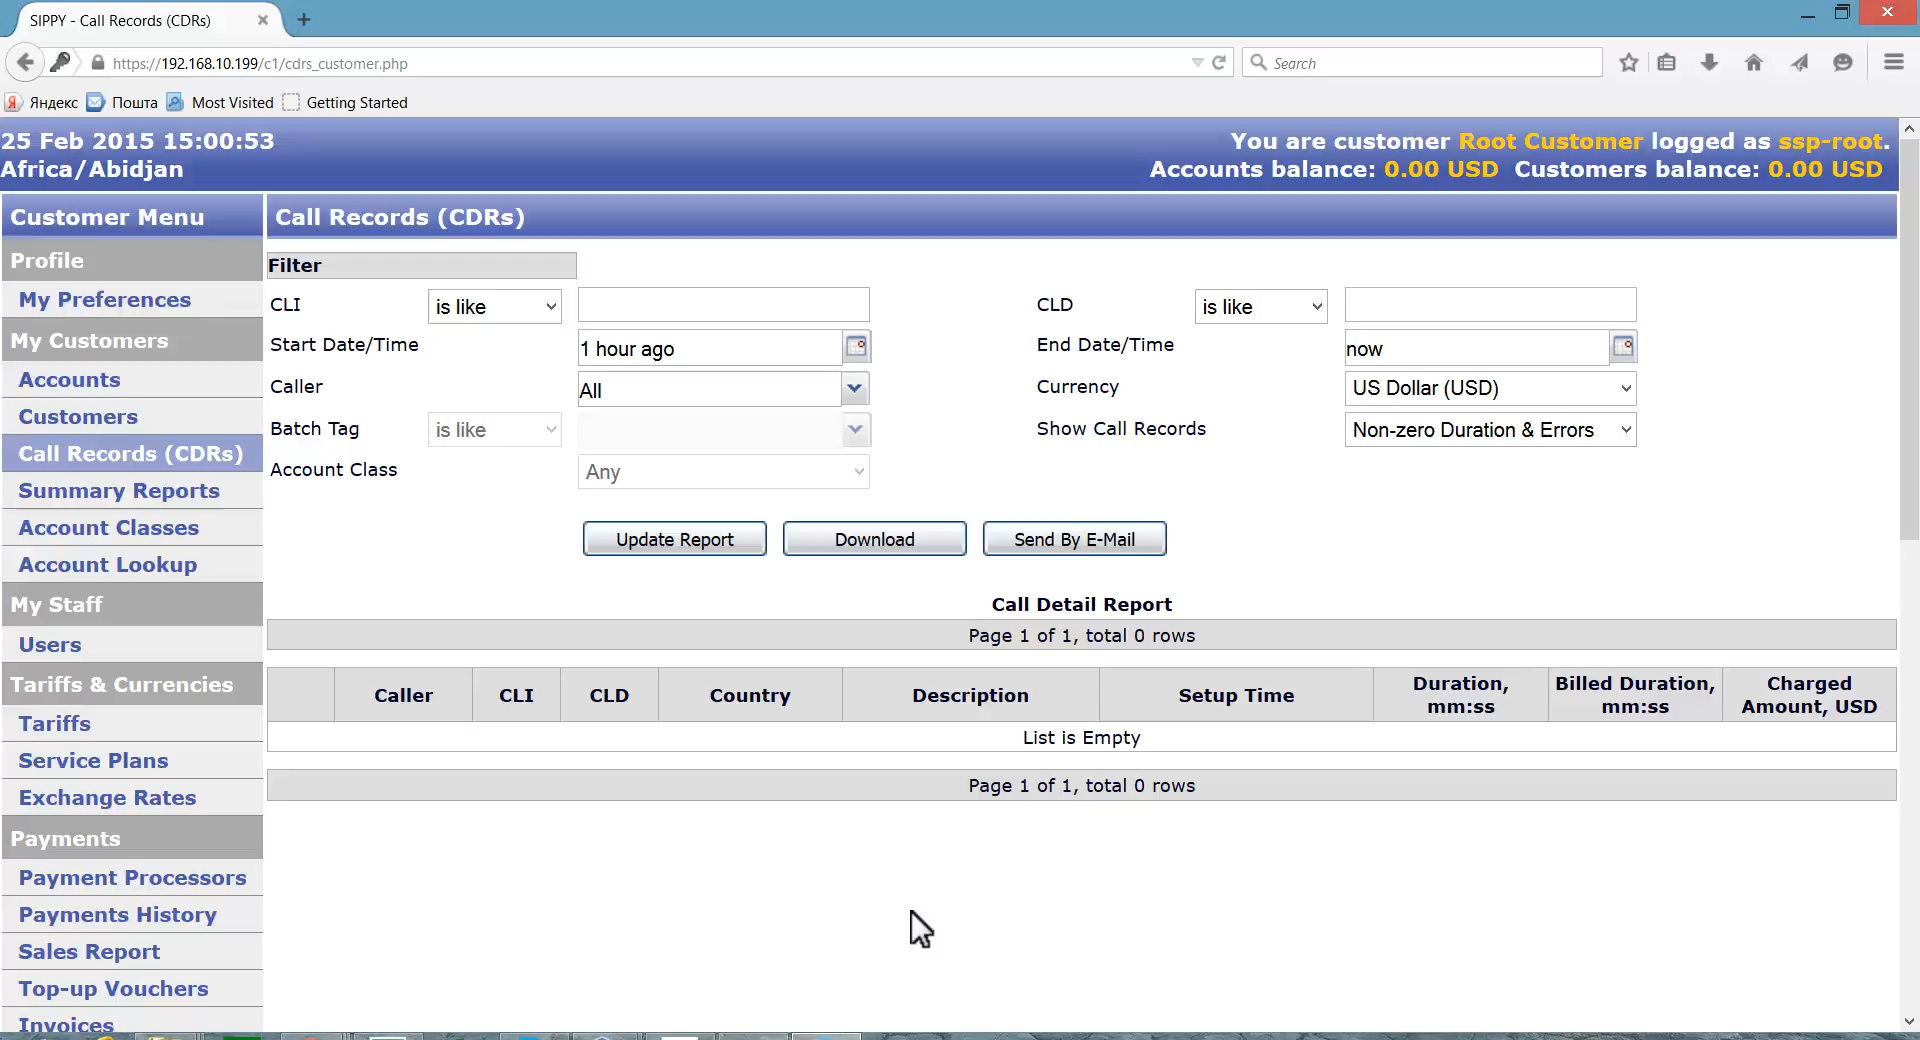 SIPPY - Call Records (CDRs)
https://192.168.10.199/c1/cdrs_customer.php
Search
Яндекс Пошта Most Visited Getting Started
25 Feb 2015 15:00:53
Africa/Abidjan
You are customer Root Customer logged as ssp-root.
Accounts balance: 0.00 USD Customers balance: 0.00 USD
Customer Menu
Profile
My Preferences
My Customers
Accounts
Customers
Call Records (CDRs)
Summary Reports
Account Classes
Account Lookup
My Staff
Users
Tariffs & Currencies
Tariffs
Service Plans
Exchange Rates
Payments
Payment Processors
Payments History
Sales Report
Top-up Vouchers
Invoices
Call Records (CDRs)
Filter
CLI is like CLD is like
Start Date/Time 1 hour ago End Date/Time now
Caller All Currency US Dollar (USD)
Batch Tag is like Show Call Records Non-zero Duration & Errors
Account Class Any
Update Report Download Send By E-Mail
Call Detail Report
Page 1 of 1, total 0 rows
Caller CLI CLD Country Description Setup Time Duration, mm:ss Billed Duration, mm:ss Charged Amount, USD
List is Empty
Page 1 of 1, total 0 rows